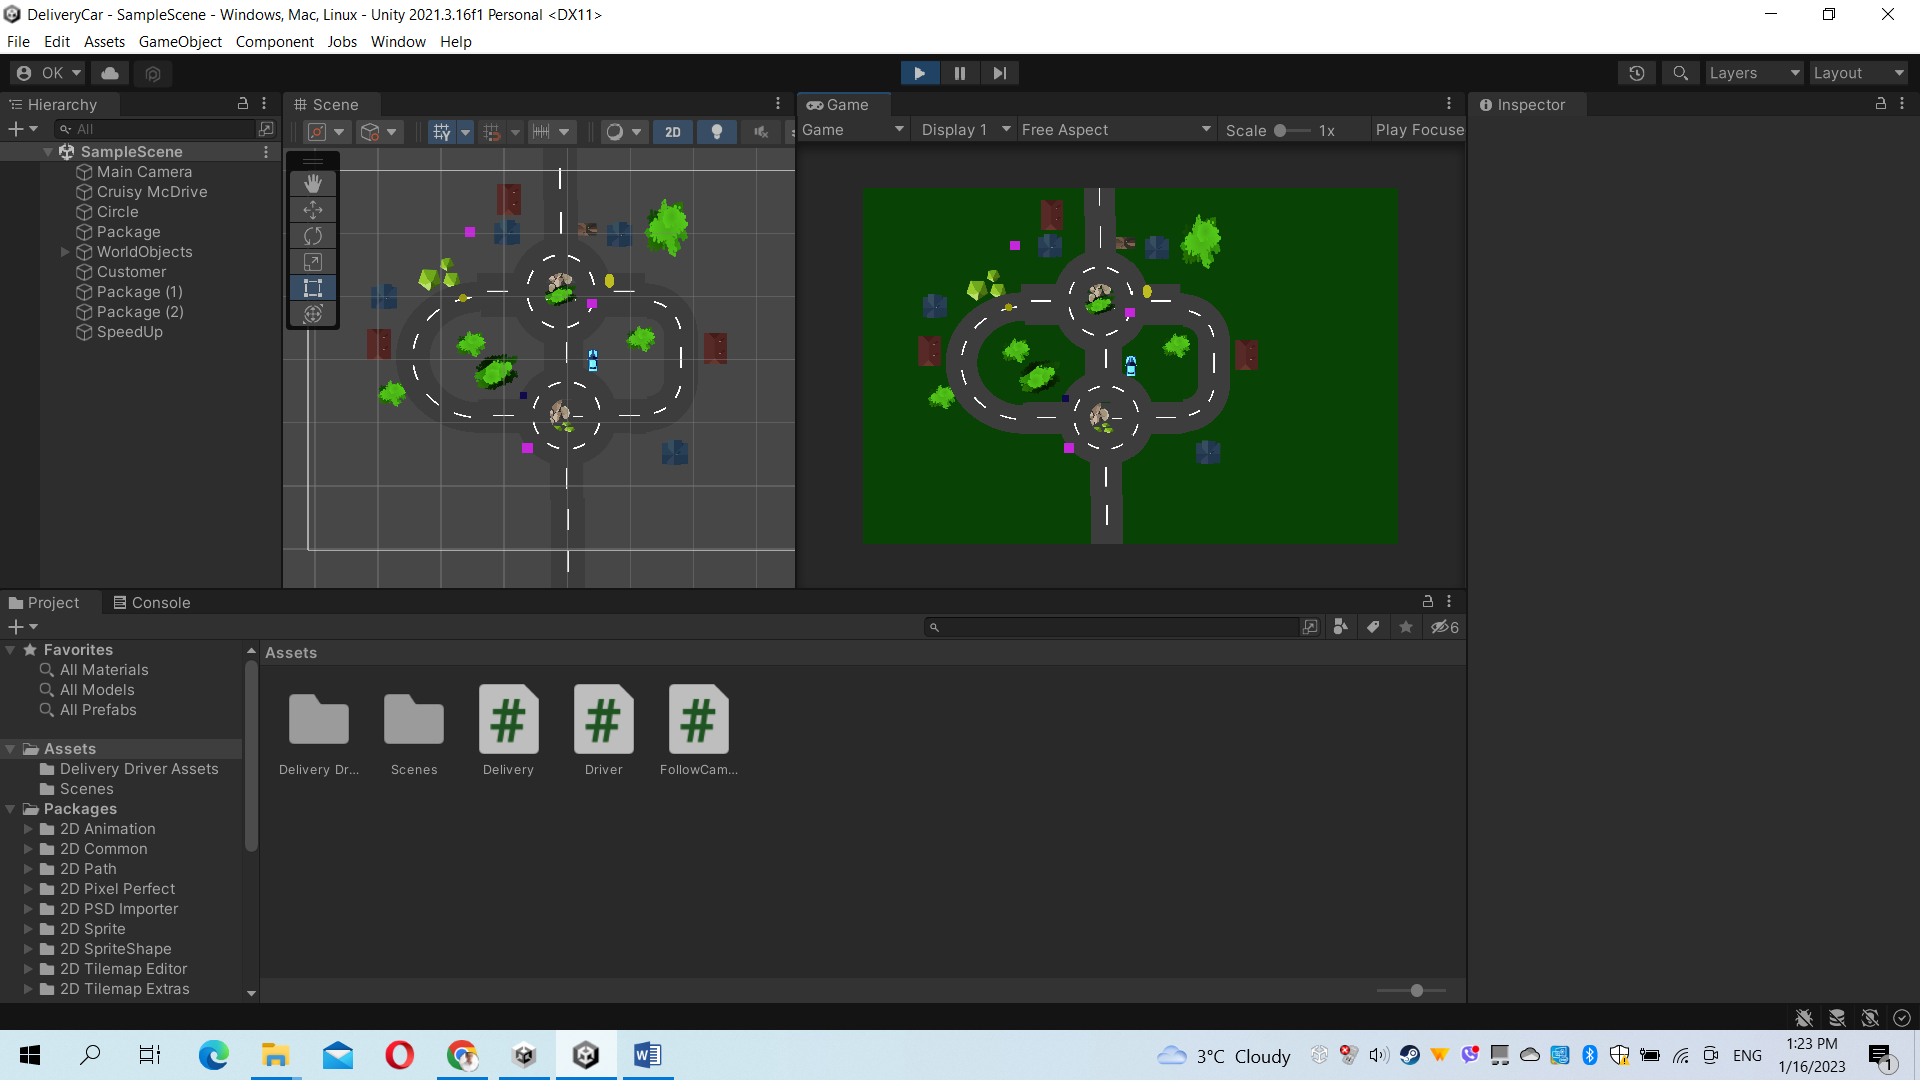 DeliveryCar - SampleScene - Windows, Mac, Linux - Unity 2021.3.16f1 Personal <DX11>
File Edit Assets GameObject Component Jobs Window Help
OK
Layers
Layout
Hierarchy
All
SampleScene
Main Camera
Cruisy McDrive
Circle
Package
WorldObjects
Customer
Package (1)
Package (2)
SpeedUp
Scene
2D
Game
Game
Display 1
Free Aspect
Scale
1x
Play Focuse
Inspector
Project
Console
6
Favorites
All Materials
All Models
All Prefabs
Assets
Delivery Driver Assets
Scenes
Packages
2D Animation
2D Common
2D Path
2D Pixel Perfect
2D PSD Importer
2D Sprite
2D SpriteShape
2D Tilemap Editor
2D Tilemap Extras
Assets
Delivery Dr...
Scenes
Delivery
Driver
FollowCam...
3°C Cloudy
ENG
1:23 PM
1/16/2023
1